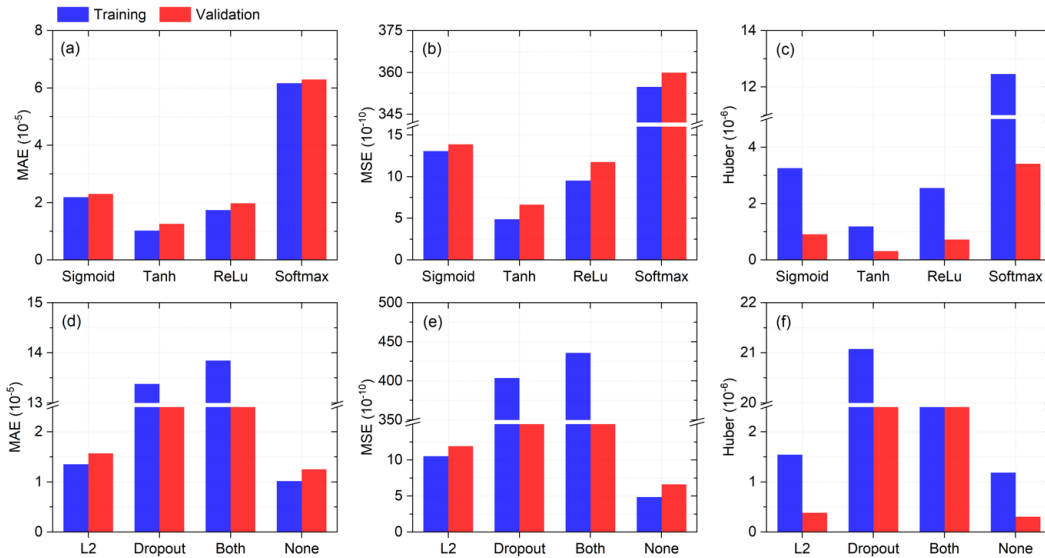 Training Validation
(a)
MAE (10⁻⁵)
8
6
4
2
0
Sigmoid Tanh ReLu Softmax
(b)
MSE (10⁻¹⁰)
375
360
345
15
10
5
0
Sigmoid Tanh ReLu Softmax
(c)
Huber (10⁻⁶)
14
12
4
2
0
Sigmoid Tanh ReLu Softmax
(d)
MAE (10⁻⁵)
15
14
13
2
1
0
L2 Dropout Both None
(e)
MSE (10⁻¹⁰)
500
450
400
350
10
5
0
L2 Dropout Both None
(f)
Huber (10⁻⁶)
22
21
20
2
1
0
L2 Dropout Both None